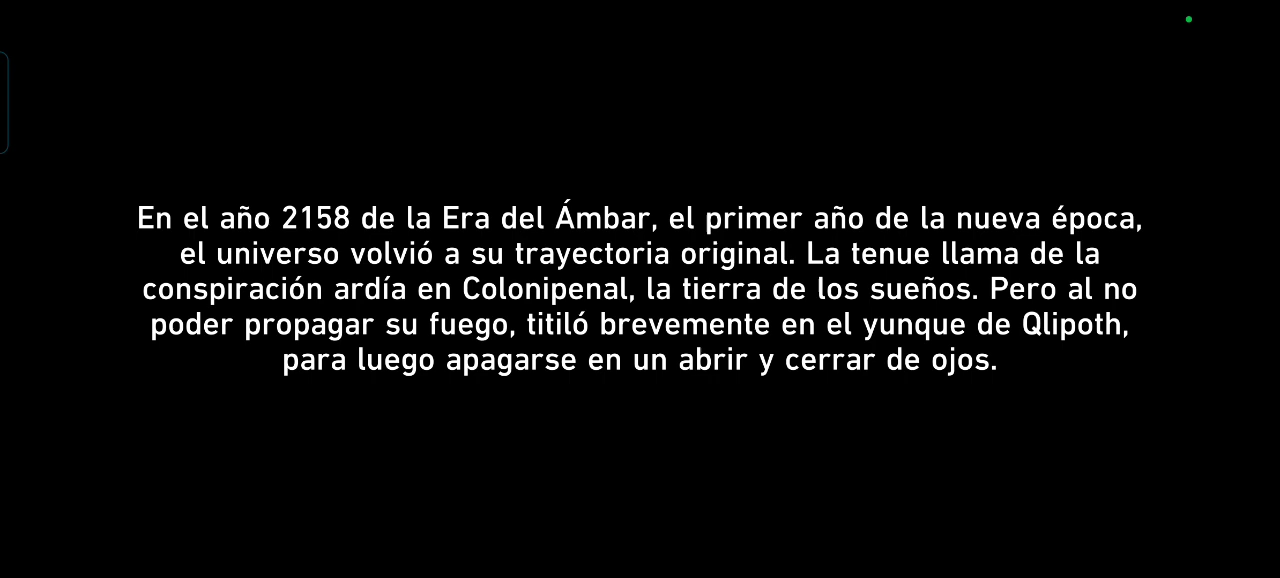 En el año 2158 de la Era del Ámbar, el primer año de la nueva época,
el universo volvió a su trayectoria original. La tenue llama de la
conspiración ardía en Colonipenal, la tierra de los sueños. Pero al no
poder propagar su fuego, titiló brevemente en el yunque de Qlipoth,
para luego apagarse en un abrir y cerrar de ojos.